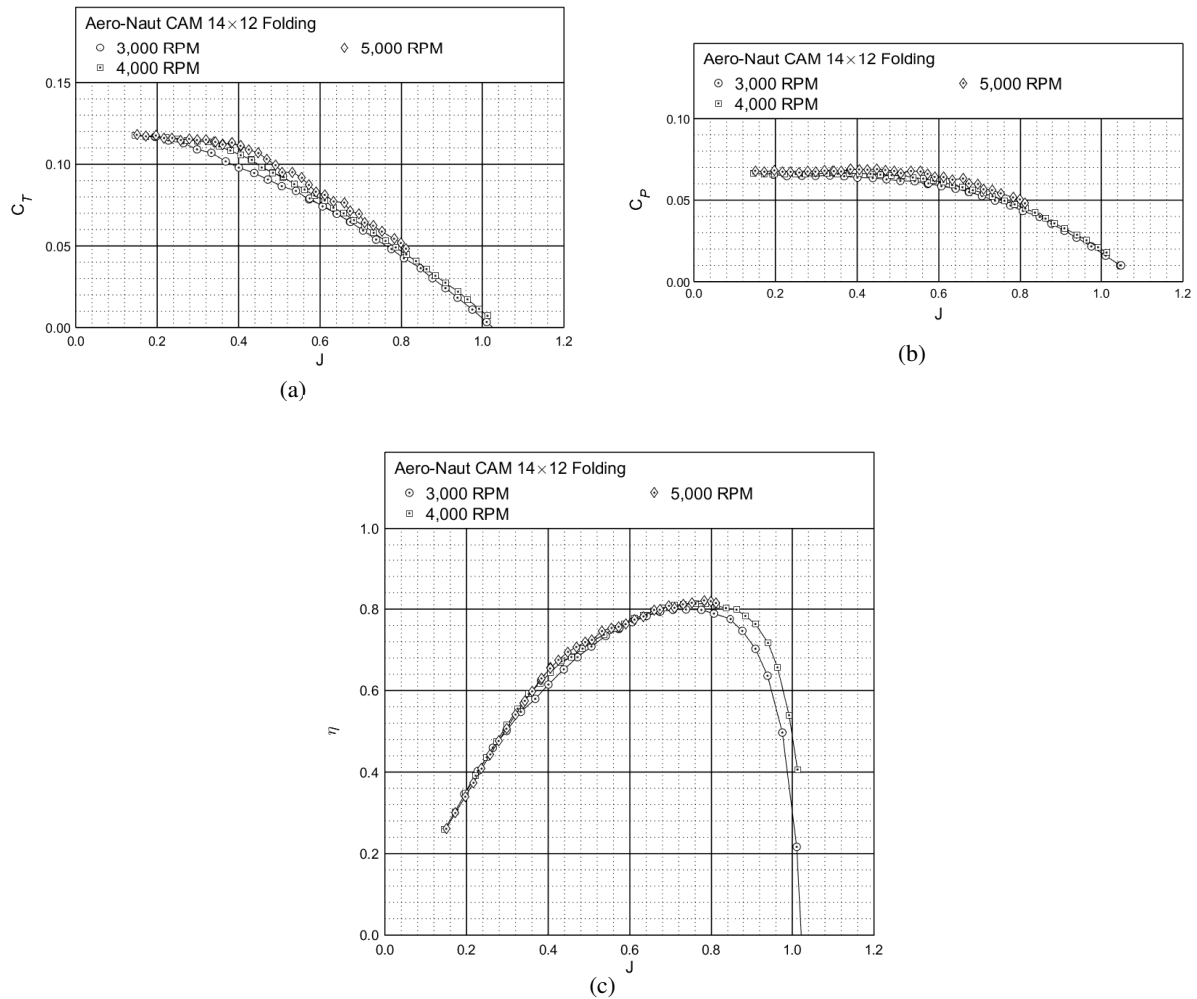 Aero-Naut CAM 14×12 Folding
3,000 RPM 5,000 RPM
4,000 RPM
0.15
0.10
0.05
0.00
C_T
0.2 0.4 0.6 0.8 1.0 1.2
J
(a)
Aero-Naut CAM 14×12 Folding
3,000 RPM 5,000 RPM
4,000 RPM
0.10
0.05
0.00
C_P
0.0 0.2 0.4 0.6 0.8 1.0 1.2
J
(b)
Aero-Naut CAM 14×12 Folding
3,000 RPM 5,000 RPM
4,000 RPM
1.0
0.8
0.6
0.4
0.2
0.0
η
0.0 0.2 0.4 0.6 0.8 1.0 1.2
J
(c)